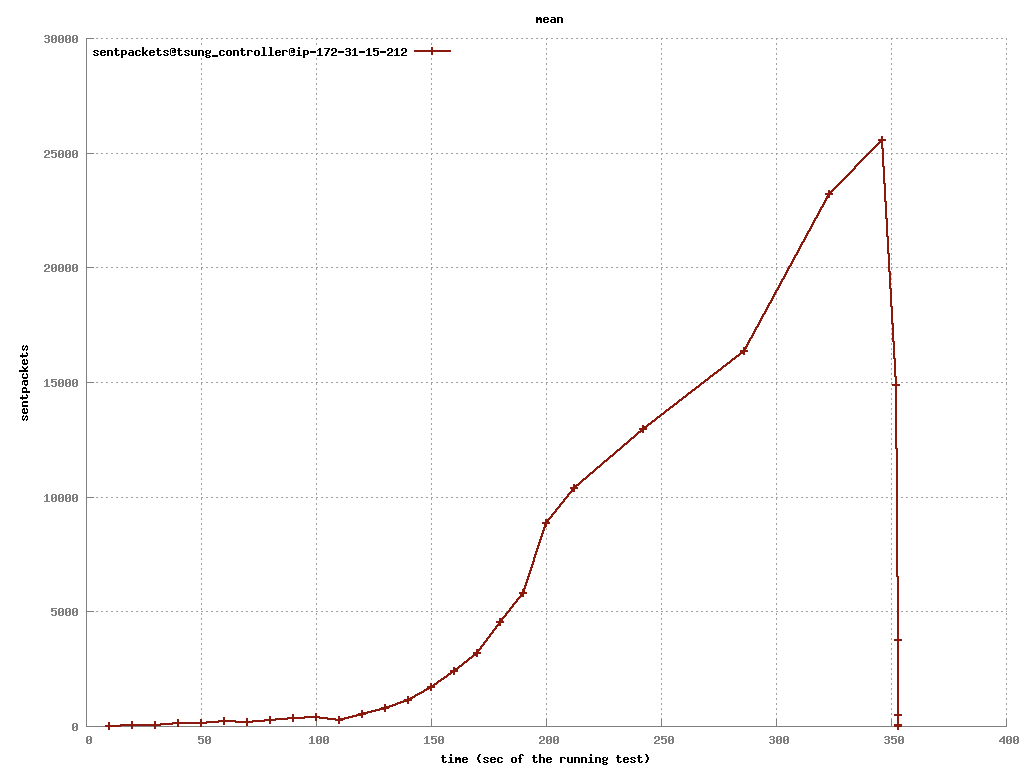 mean
30000
sentpackets@tsung_controller@ip-172-31-15-212
25000
20000
15000
10000
5000
0
sentpackets
0 50 100 150 200 250 300 350 400
time (sec of the running test)